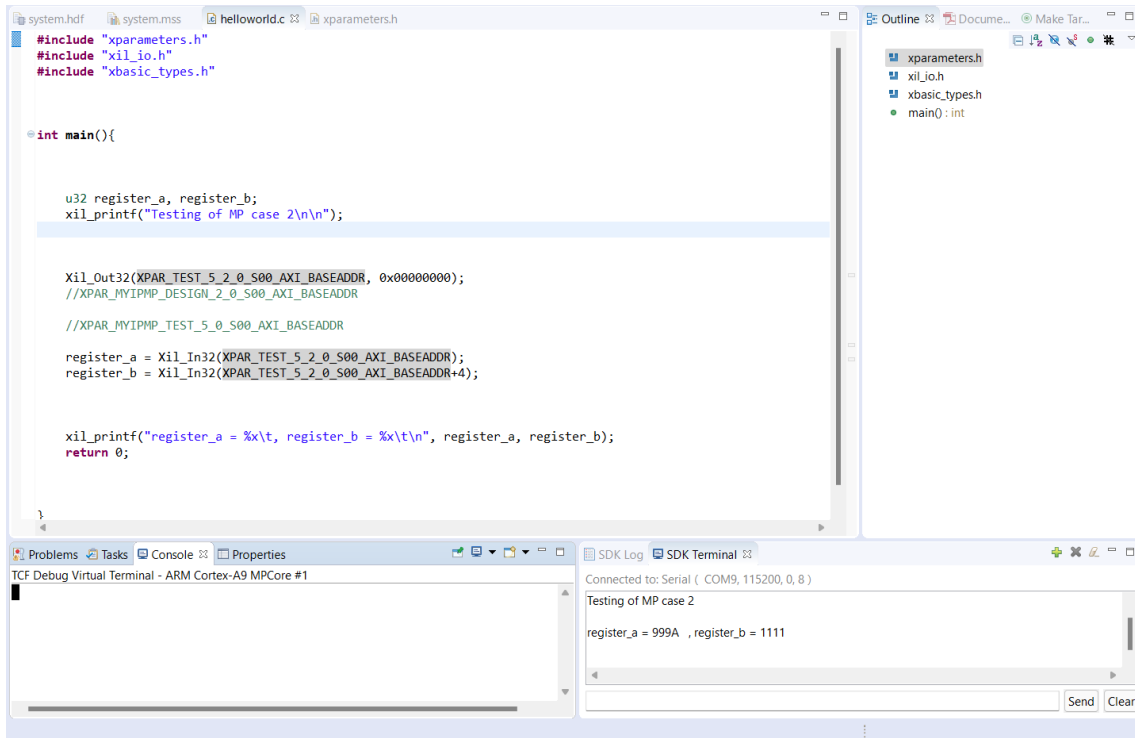 system.hdf system.mss helloworld.c xparameters.h
#include "xparameters.h"
#include "xil_io.h"
#include "xbasic_types.h"
int main(){
u32 register_a, register_b;
xil_printf("Testing of MP case 2\n\n");
Xil_Out32(XPAR_TEST_5_2_0_S00_AXI_BASEADDR, 0x00000000);
//XPAR_MYIPMP_DESIGN_2_0_S00_AXI_BASEADDR
//XPAR_MYIPMP_TEST_5_0_S00_AXI_BASEADDR
register_a = Xil_In32(XPAR_TEST_5_2_0_S00_AXI_BASEADDR);
register_b = Xil_In32(XPAR_TEST_5_2_0_S00_AXI_BASEADDR+4);
xil_printf("register_a = %x\t, register_b = %x\t\n", register_a, register_b);
return 0;
}
Outline Docume... Make Tar...
xparameters.h
xil_io.h
xbasic_types.h
main() : int
Problems Tasks Console Properties
TCF Debug Virtual Terminal - ARM Cortex-A9 MPCore #1
SDK Log SDK Terminal
Connected to: Serial ( COM9, 115200, 0, 8 )
Testing of MP case 2
register_a = 999A , register_b = 1111
Send Clear